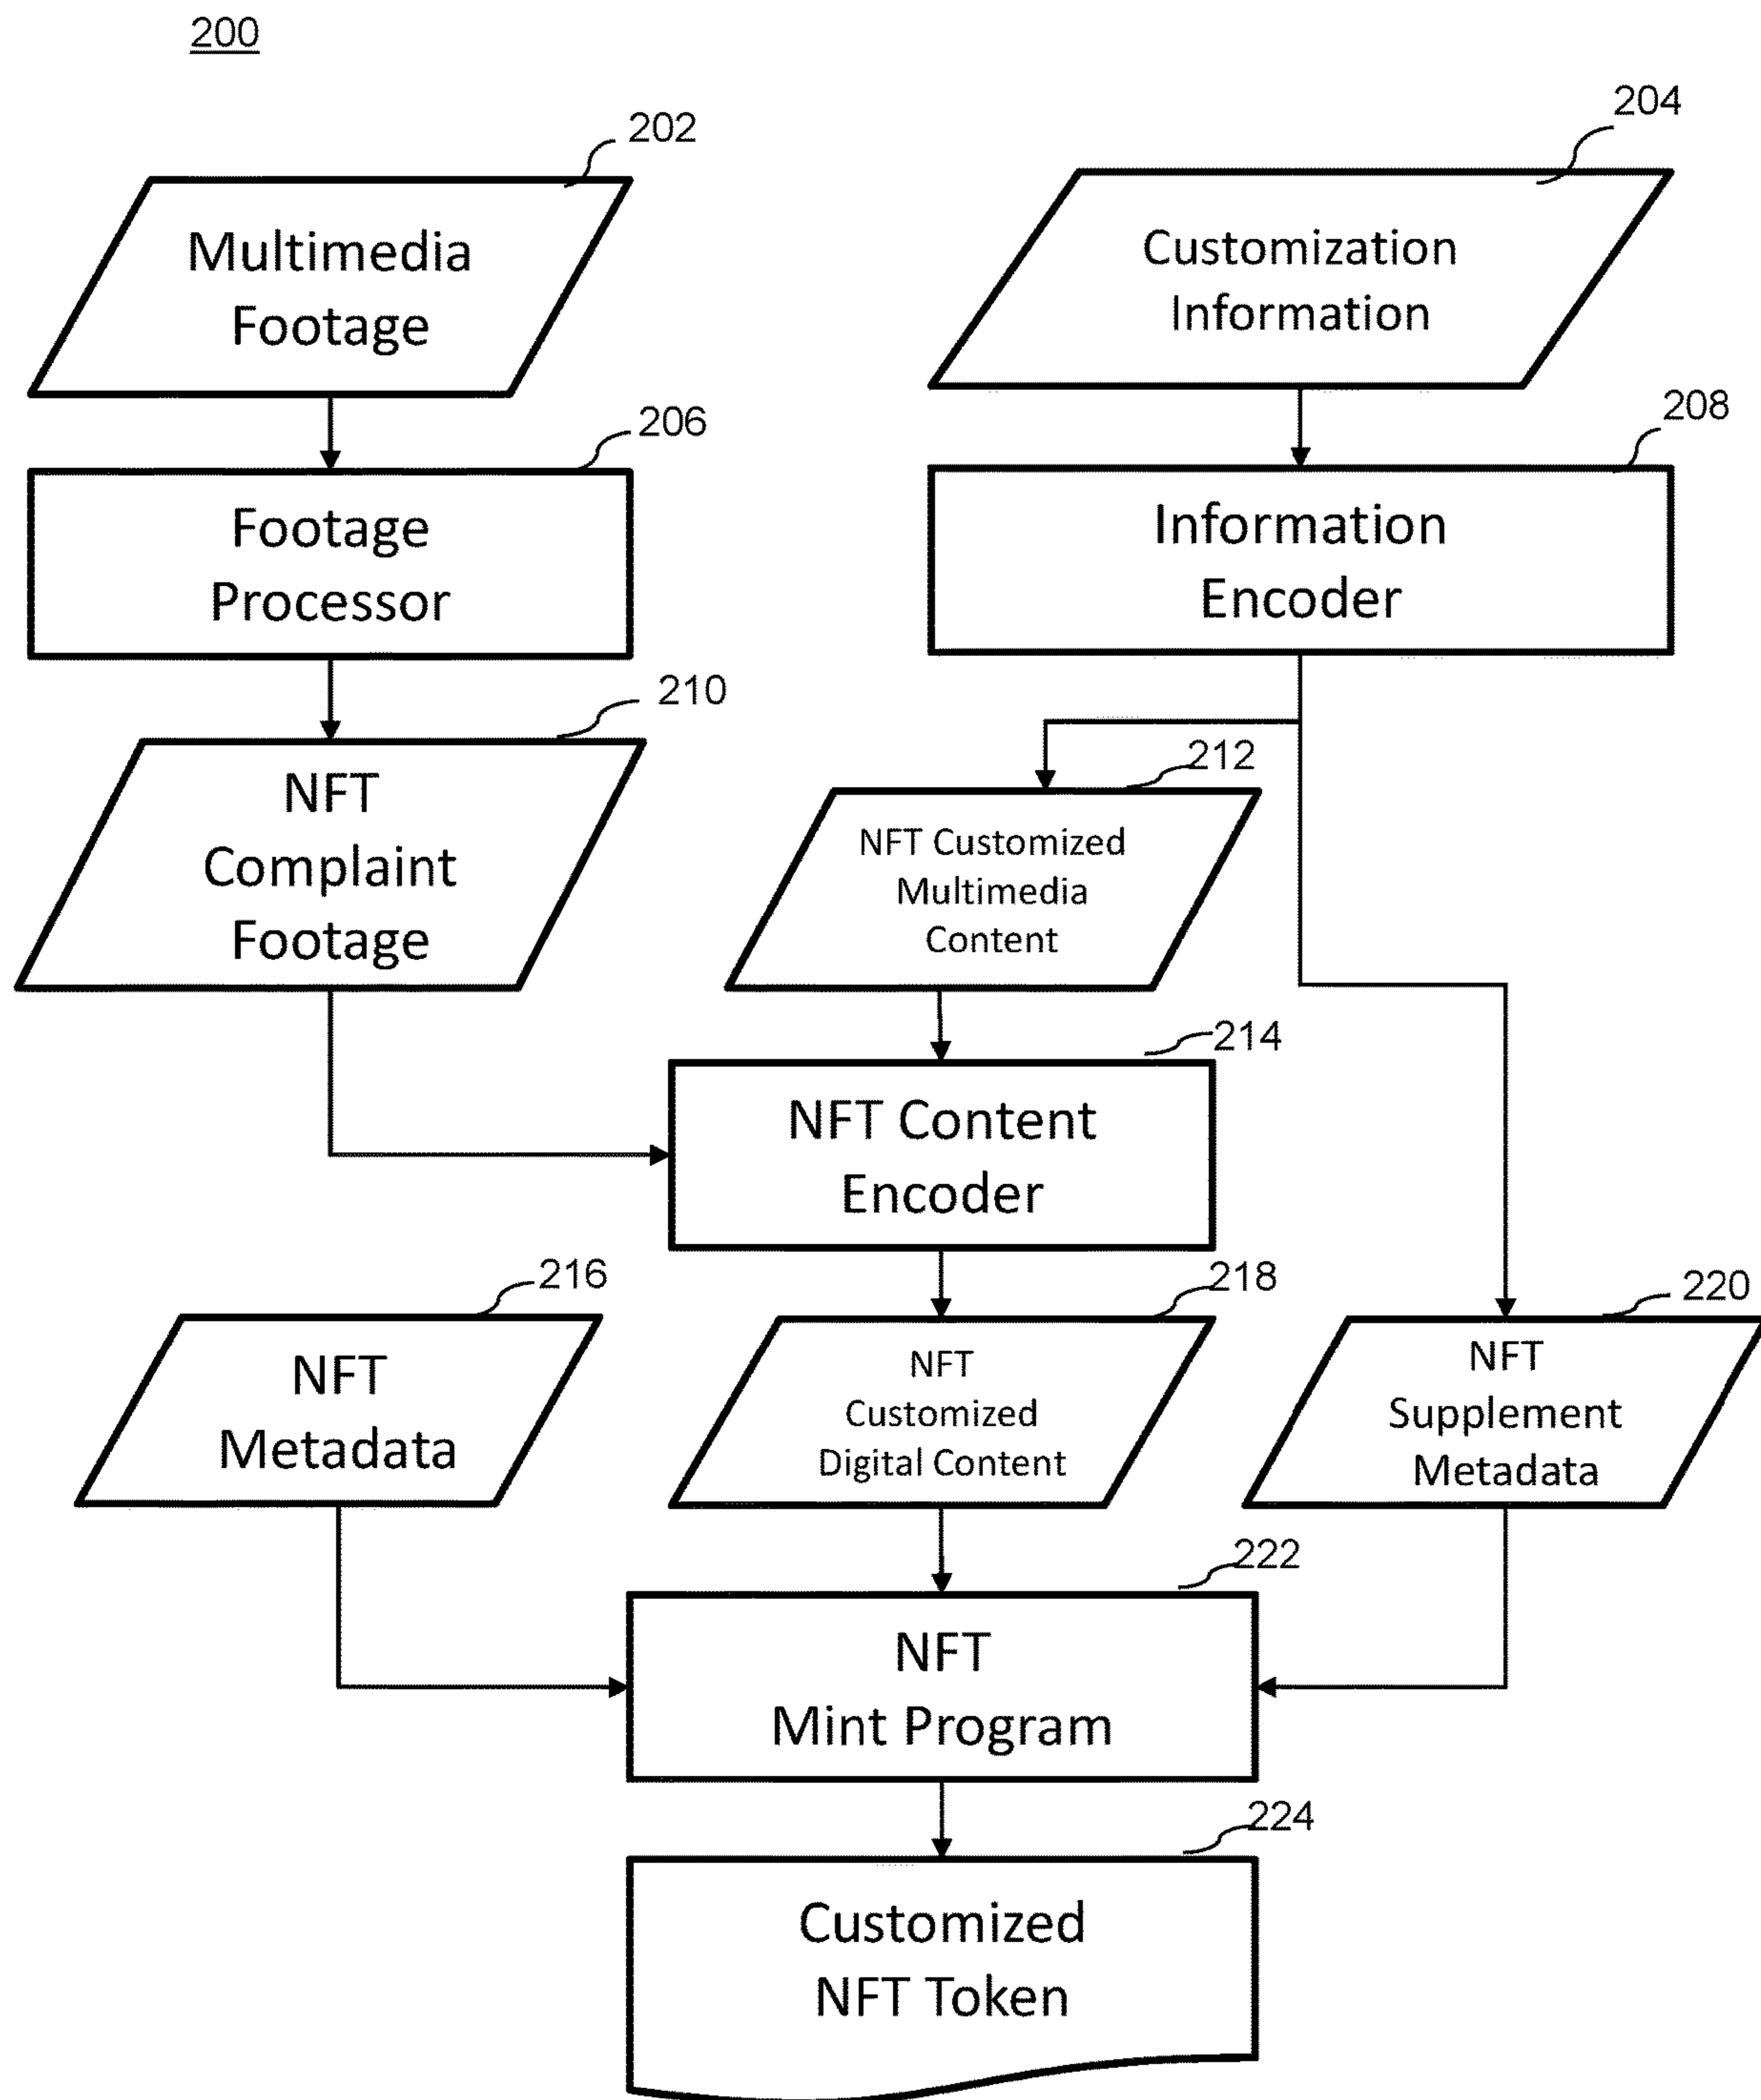 200
202
Multimedia
Footage
204
Customization
Information
206
Footage
Processor
208
Information
Encoder
210
NFT
Complaint
Footage
212
NFT Customized
Multimedia
Content
214
NFT Content
Encoder
216
NFT
Metadata
218
NFT
Customized
Digital Content
220
NFT
Supplement
Metadata
222
NFT
Mint Program
224
Customized
NFT Token